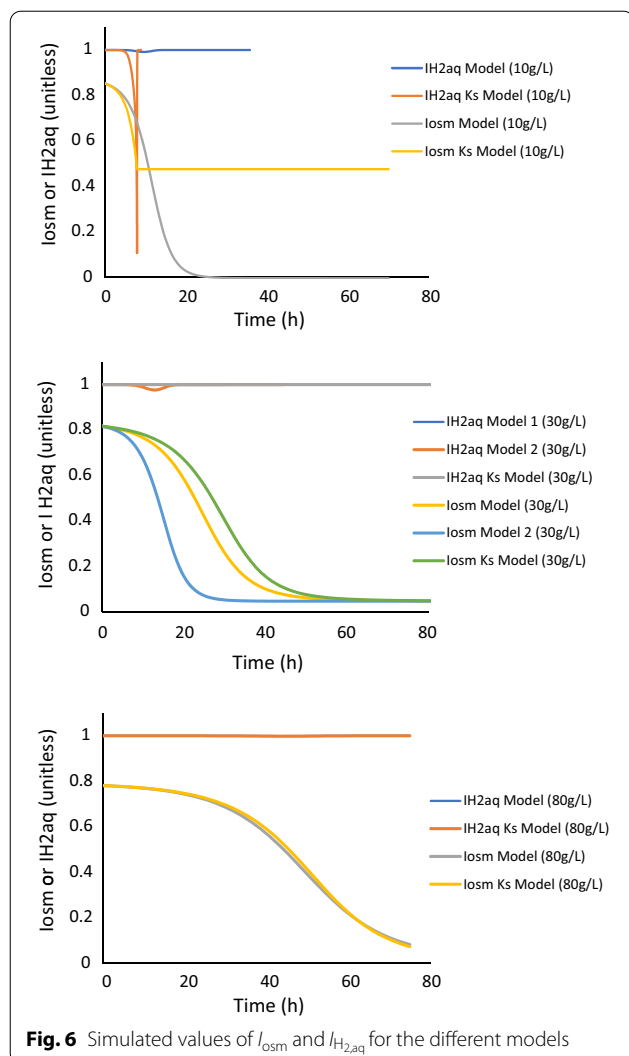 Iosm or IH2aq (unitless)
1
0.8
0.6
0.4
0.2
0
0
20
40
60
80
Time (h)
IH2aq Model (10g/L)
IH2aq Ks Model (10g/L)
Iosm Model (10g/L)
Iosm Ks Model (10g/L)
Iosm or I H2aq (unitless)
1
0.8
0.6
0.4
0.2
0
0
20
40
60
80
Time (h)
IH2aq Model 1 (30g/L)
IH2aq Model 2 (30g/L)
IH2aq Ks Model (30g/L)
Iosm Model (30g/L)
Iosm Model 2 (30g/L)
Iosm Ks Model (30g/L)
Iosm or IH2aq (unitless)
1
0.8
0.6
0.4
0.2
0
0
20
40
60
80
Time (h)
IH2aq Model (80g/L)
IH2aq Ks Model (80g/L)
Iosm Model (80g/L)
Iosm Ks Model (80g/L)
Fig. 6 Simulated values of Iosm and IH2,aq for the different models